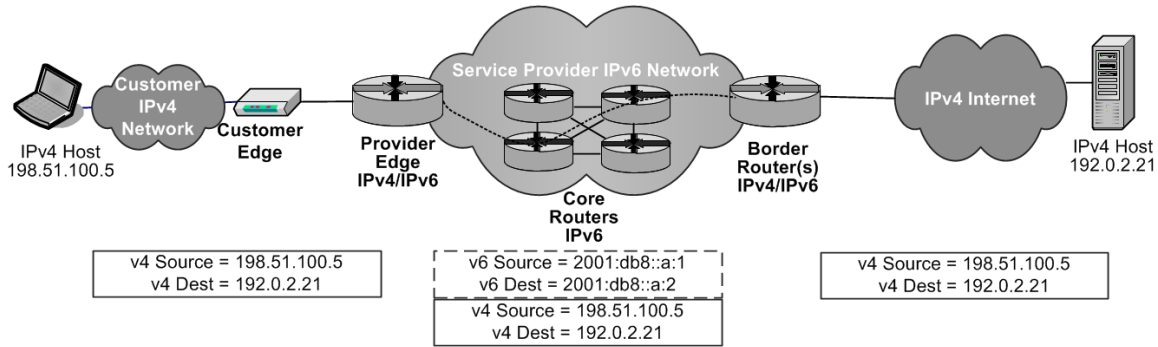 Service Provider IPv6 Network
Customer
IPv4
Network
IPv4 Internet
Customer
Edge
Provider
Edge
IPv4/IPv6
Border
Router(s)
IPv4/IPv6
IPv4 Host
198.51.100.5
IPv4 Host
192.0.2.21
Core
Routers
IPv6
v4 Source = 198.51.100.5
v4 Dest = 192.0.2.21
v6 Source = 2001:db8::a:1
v6 Dest = 2001:db8::a:2
v4 Source = 198.51.100.5
v4 Dest = 192.0.2.21
v4 Source = 198.51.100.5
v4 Dest = 192.0.2.21